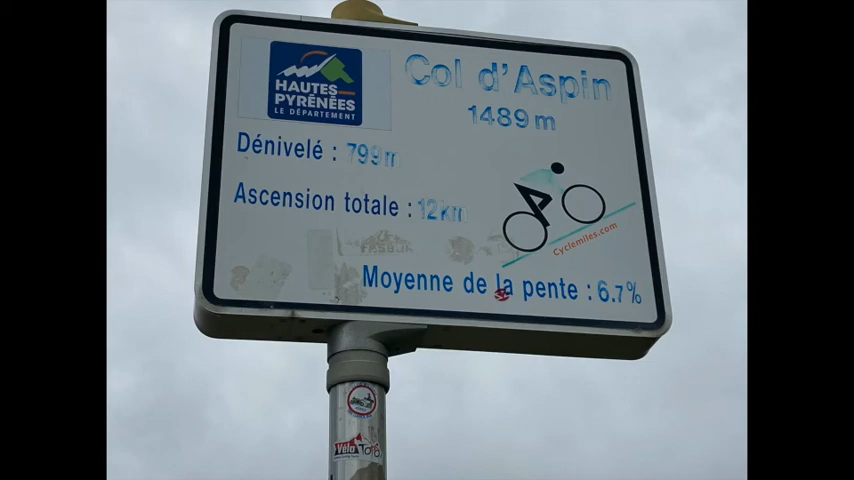 HAUTES
PYRÉNÉES
LE DÉPARTEMENT
Col d'Aspin
1489 m
Dénivelé : 799m
Ascension totale : 12 km
Cyclemiles.com
Moyenne de la pente : 6.7%
Vélo